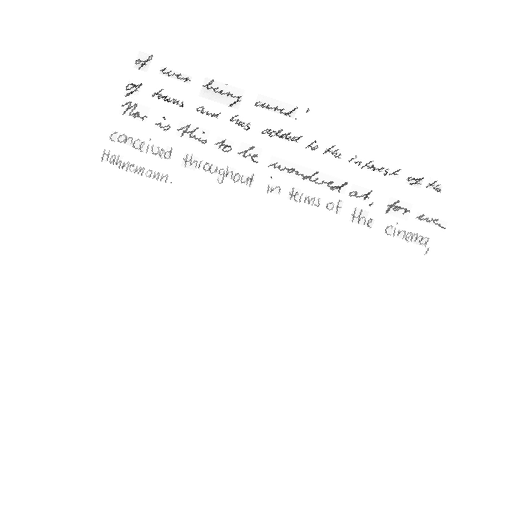 of ever being cured.'
of towns and has added to the interest of the
Nor is this to be wondered at, for even
conceived throughout in terms of the cinema,
Hahnemann.